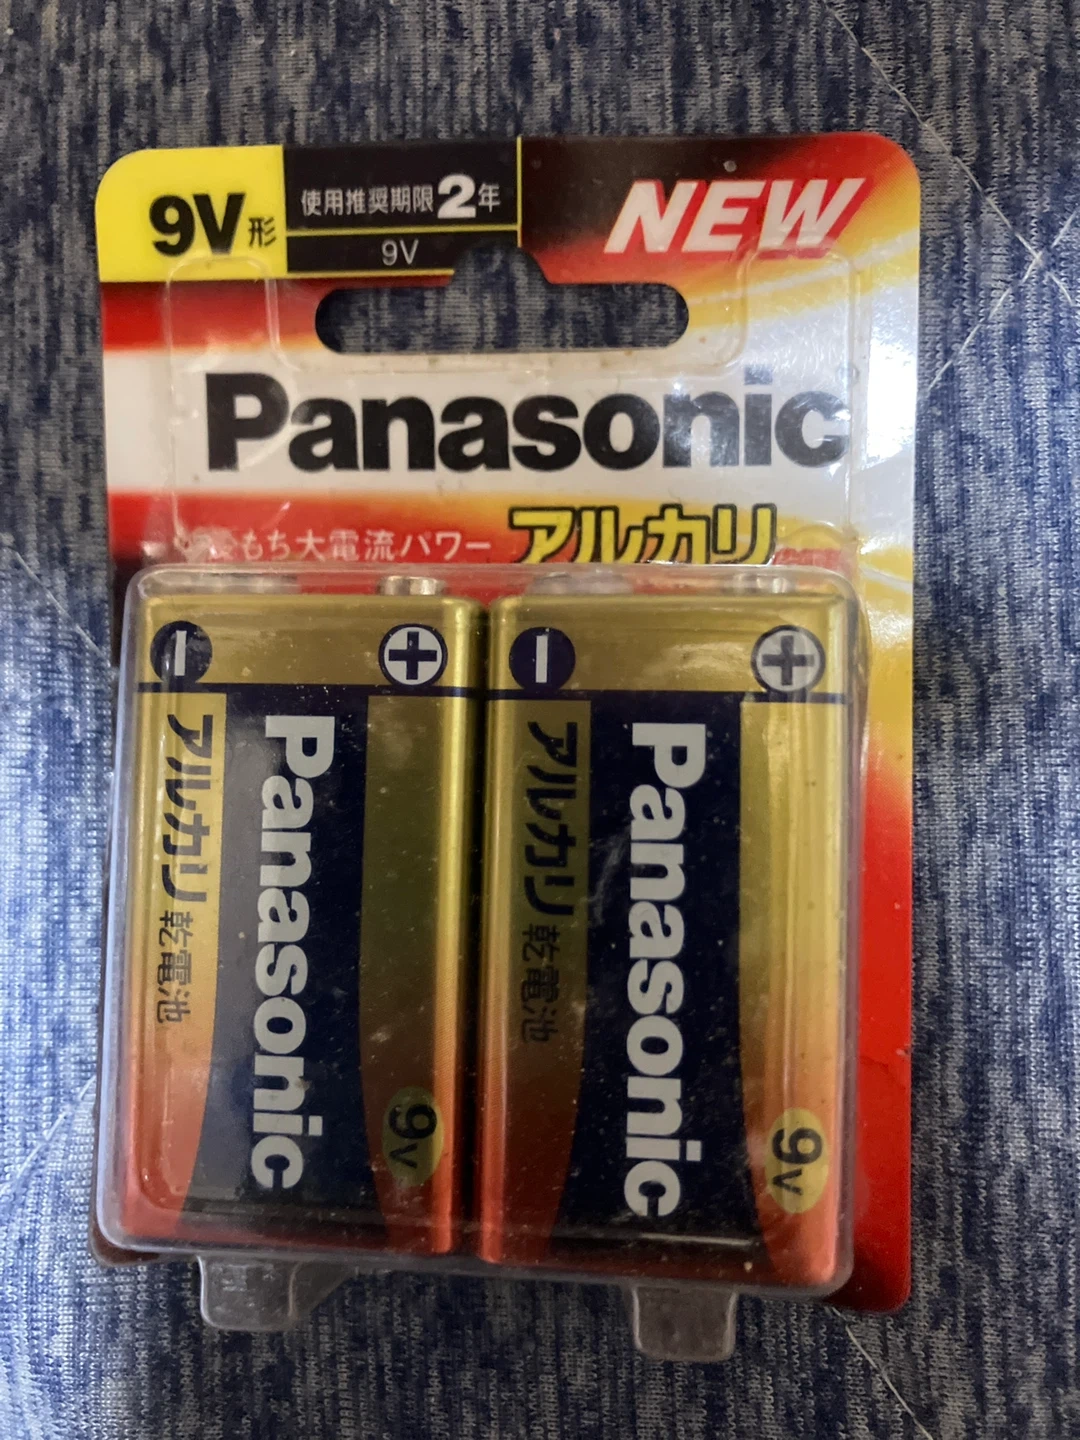 9V形
使用推奨期限2年
9V
NEW
Panasonic
もち大電流パワー
アルカリ
アルカリ乾電池
Panasonic
9v
アルカリ乾電池
Panasonic
9v